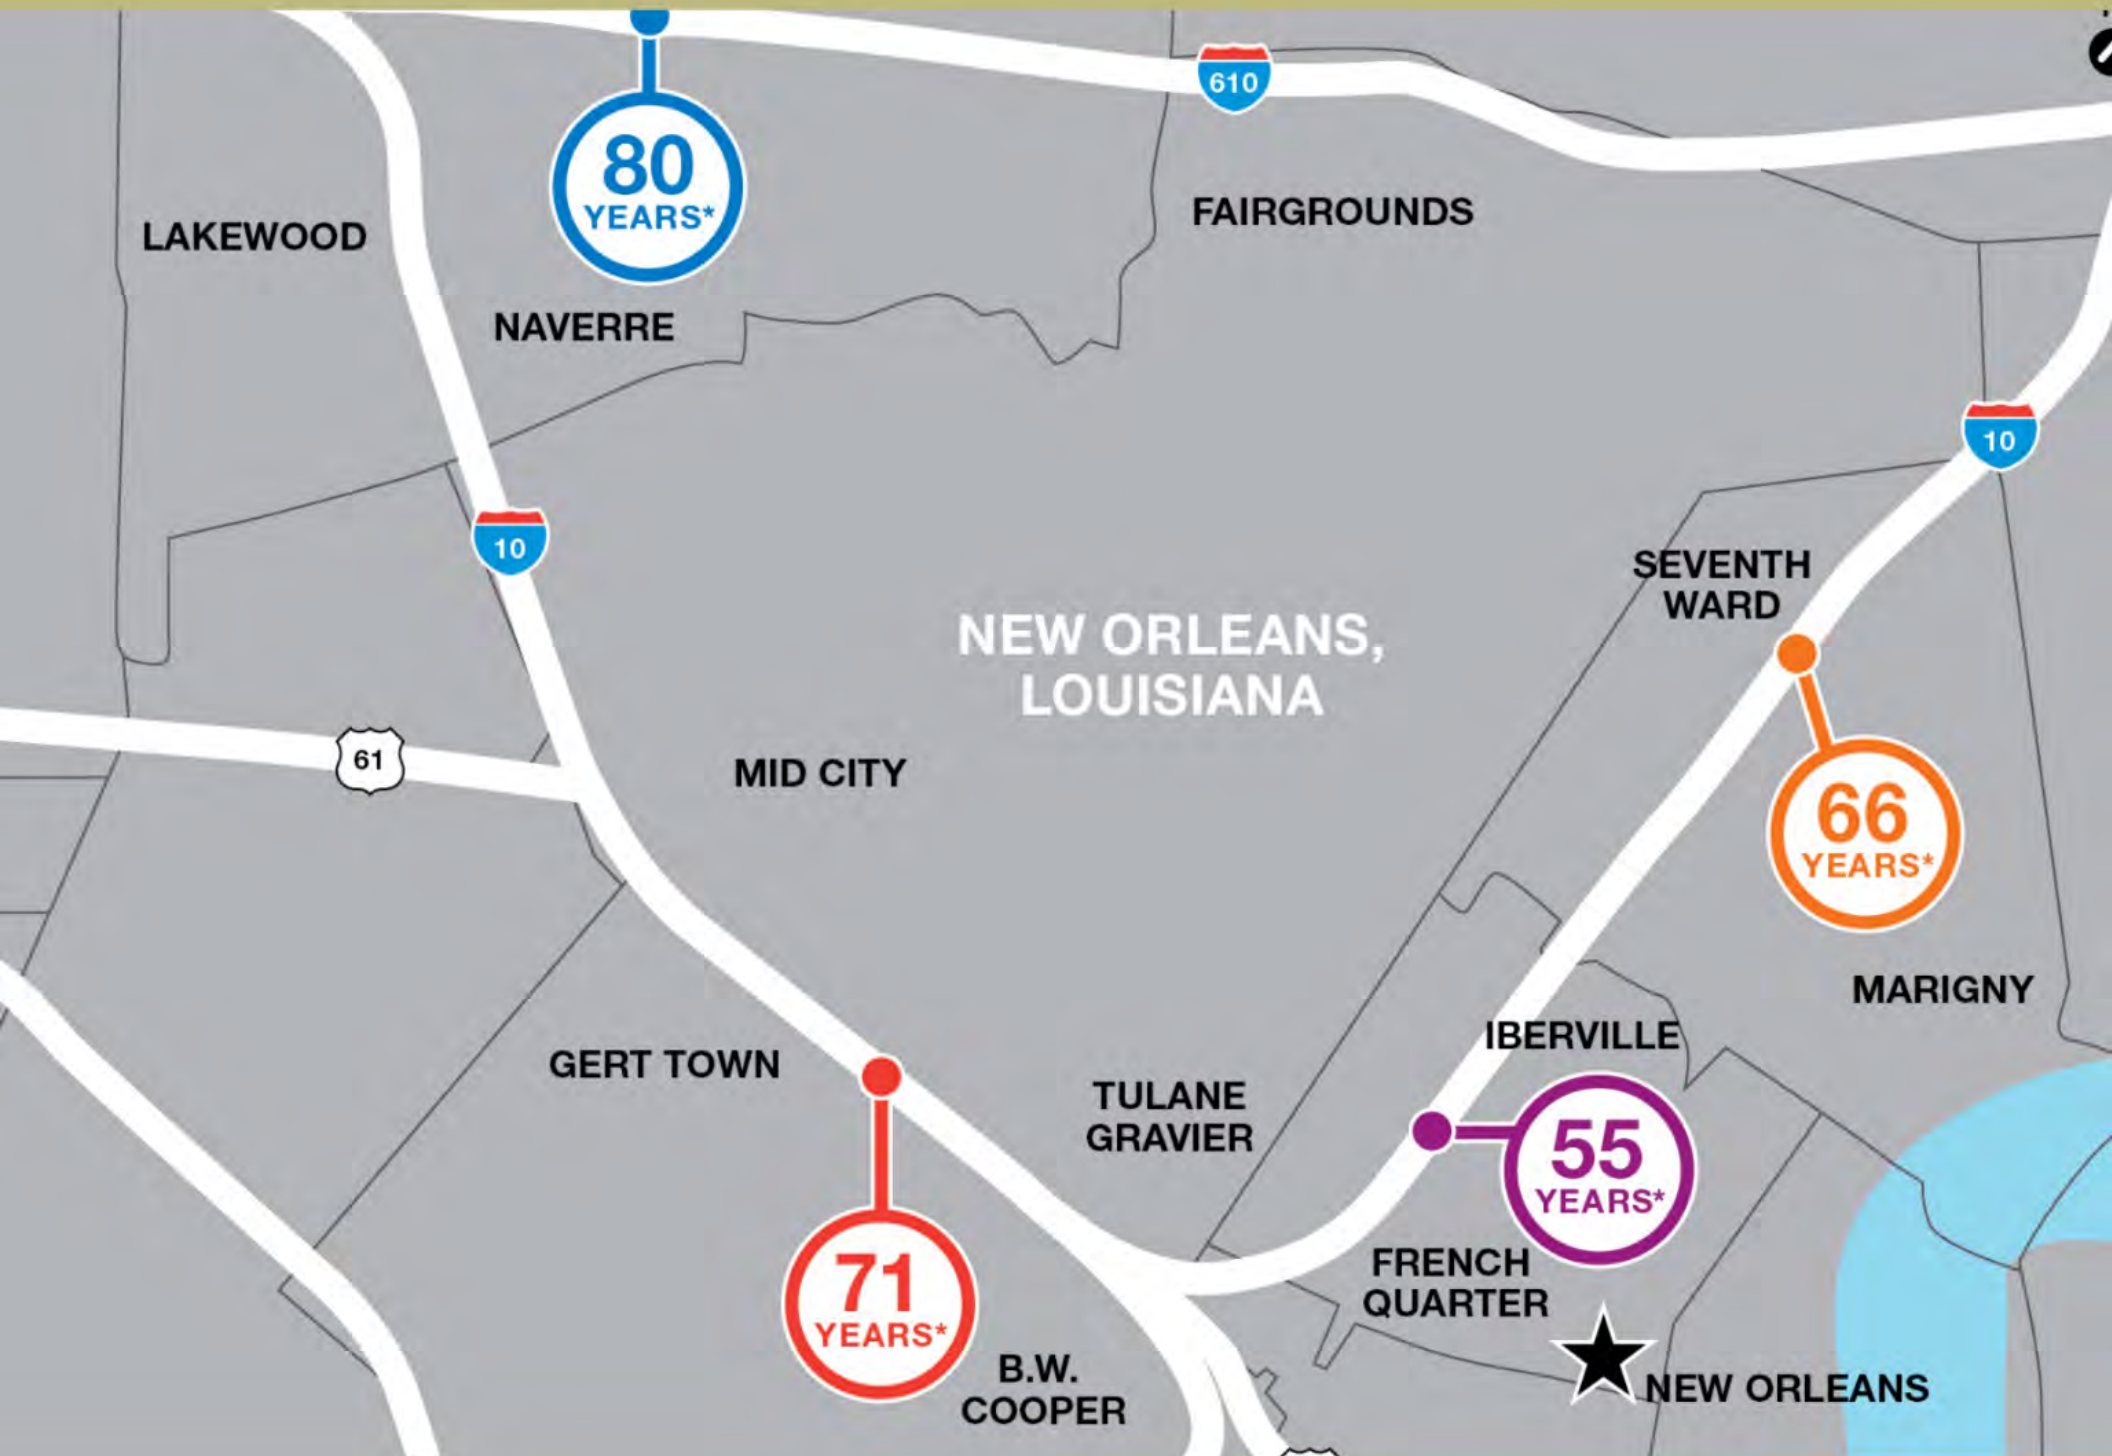 610
80
YEARS*
FAIRGROUNDS
LAKEWOOD
NAVERRE
10
10
SEVENTH
WARD
NEW ORLEANS,
LOUISIANA
61
MID CITY
66
YEARS*
MARIGNY
IBERVILLE
GERT TOWN
TULANE
GRAVIER
55
YEARS*
71
YEARS*
FRENCH
QUARTER
B.W.
COOPER
NEW ORLEANS